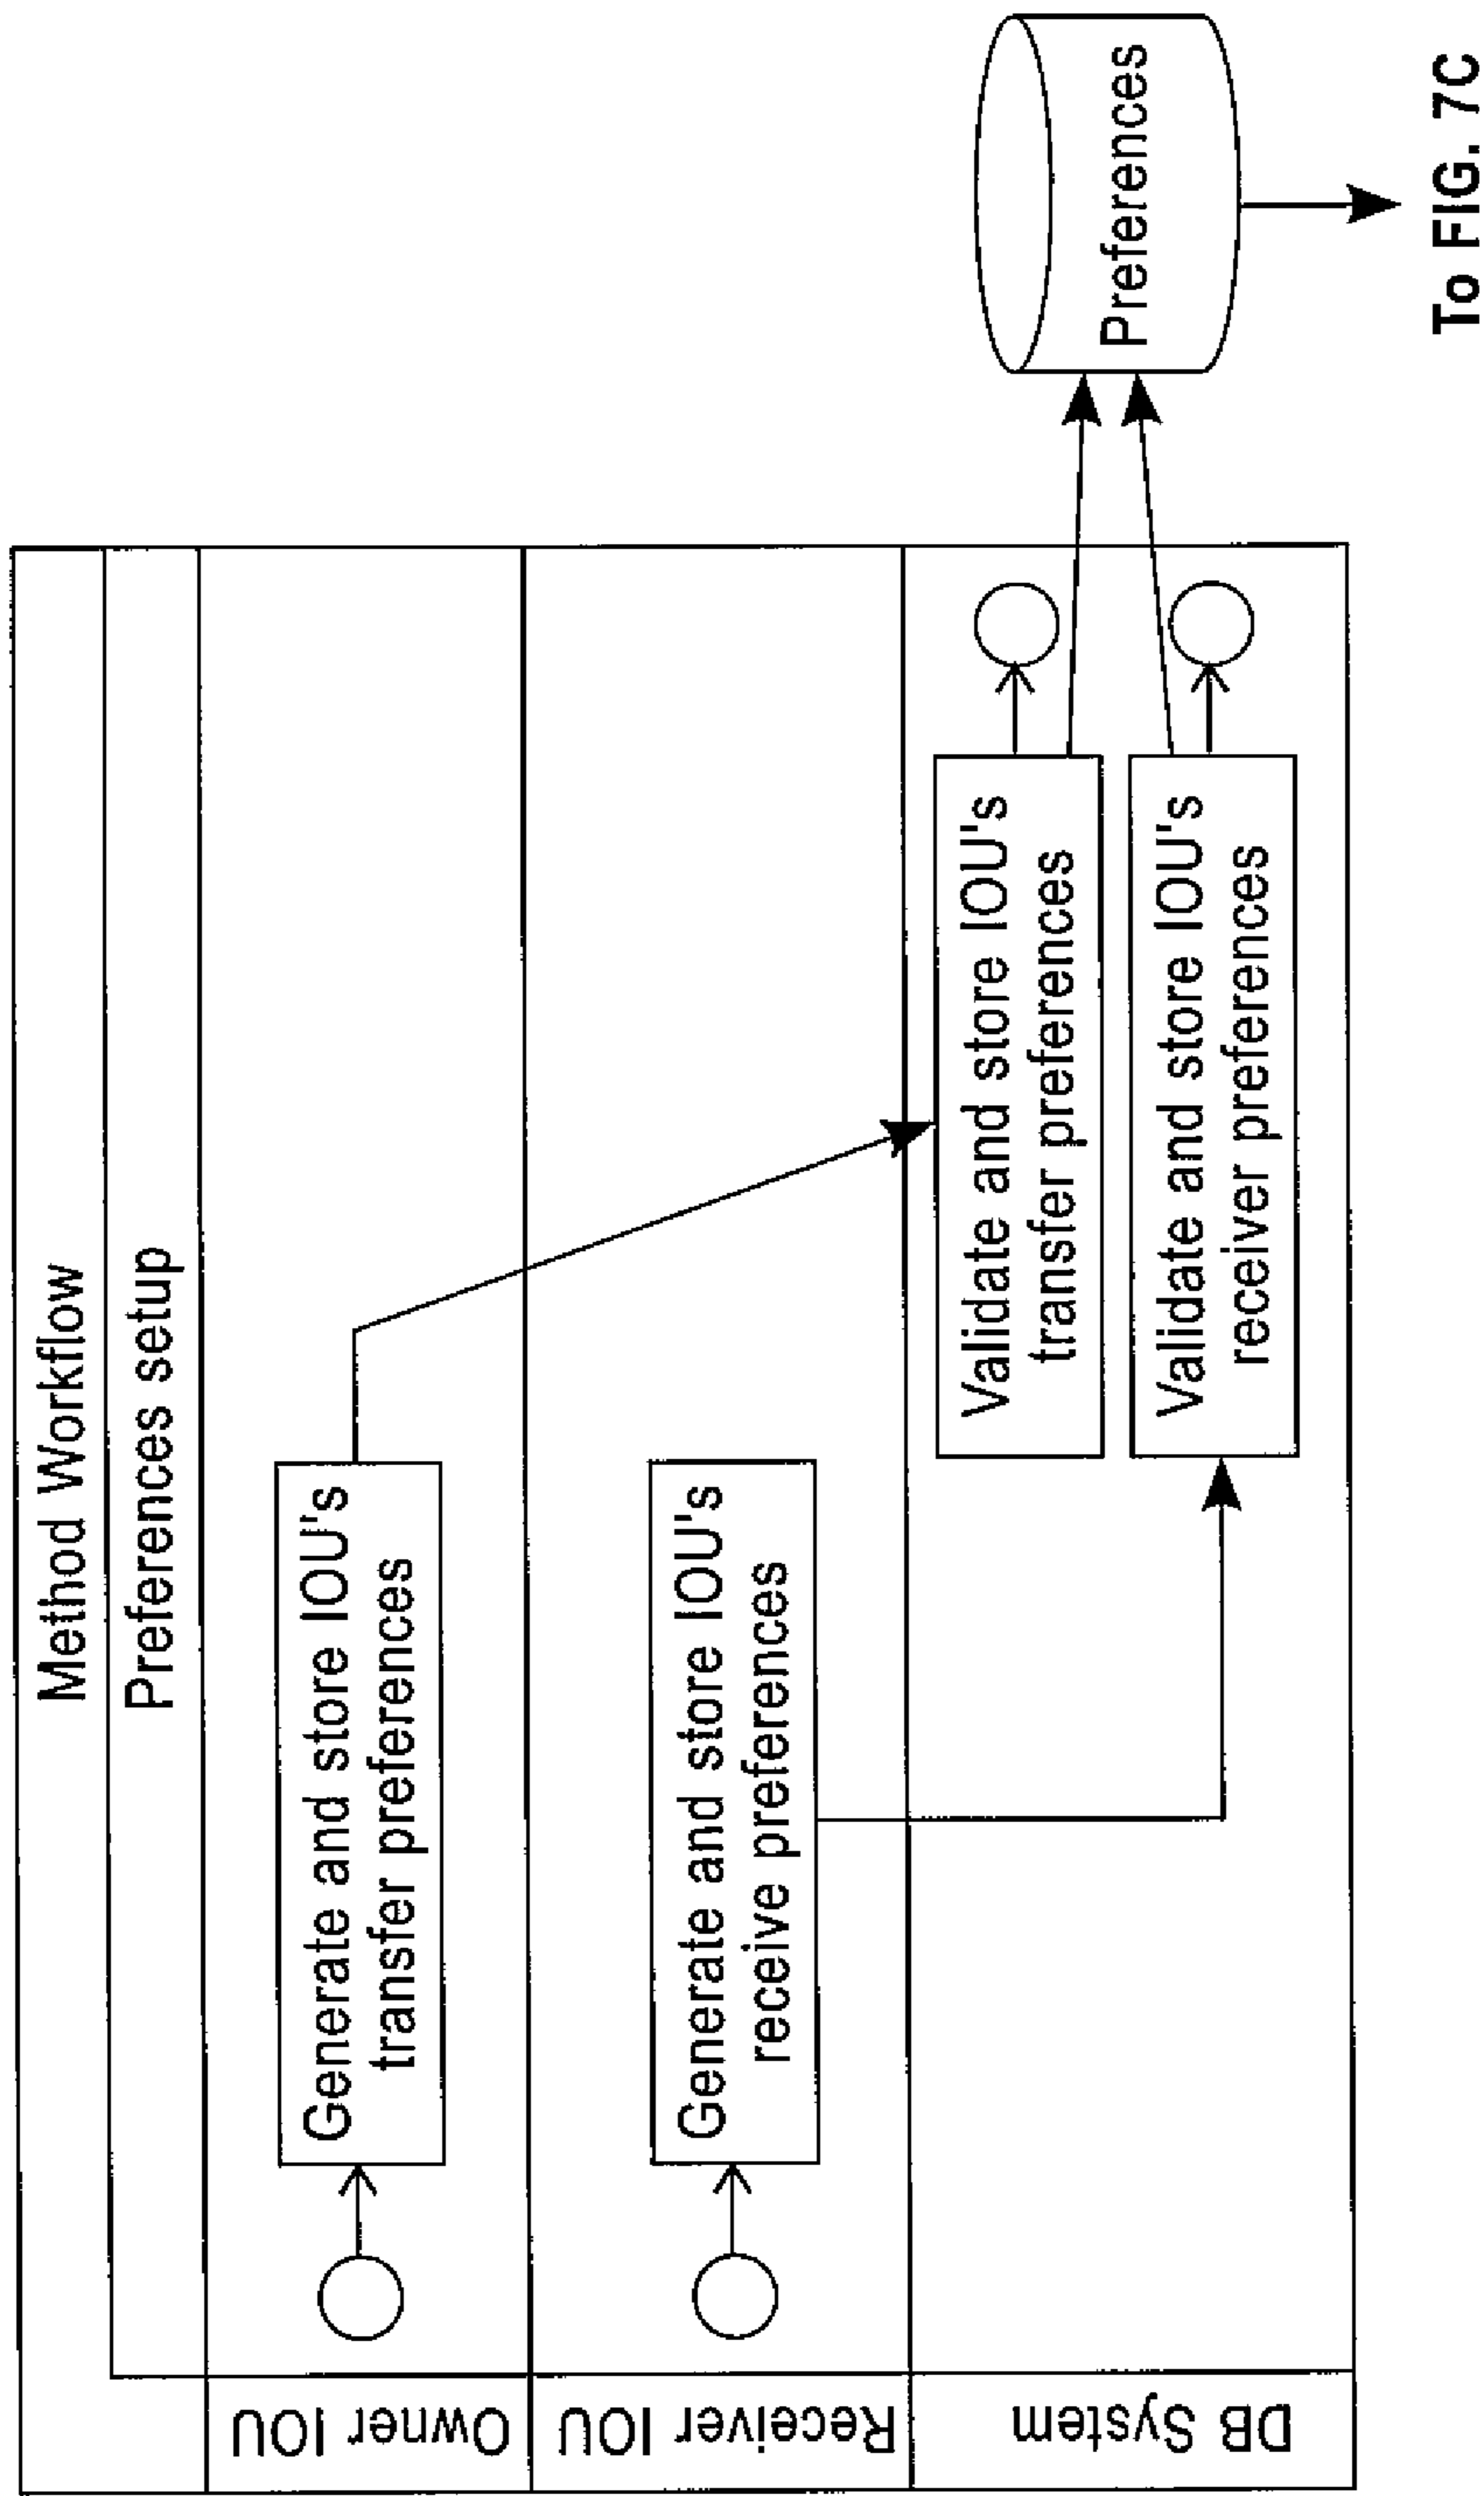 Method Workflow
Preferences setup
Owner IOU
Generate and store IOU's
transfer preferences
Receiver IOU
Generate and store IOU's
receive preferences
DB System
Validate and store IOU's
transfer preferences
Validate and store IOU's
receiver preferences
Preferences
To FIG. 7C